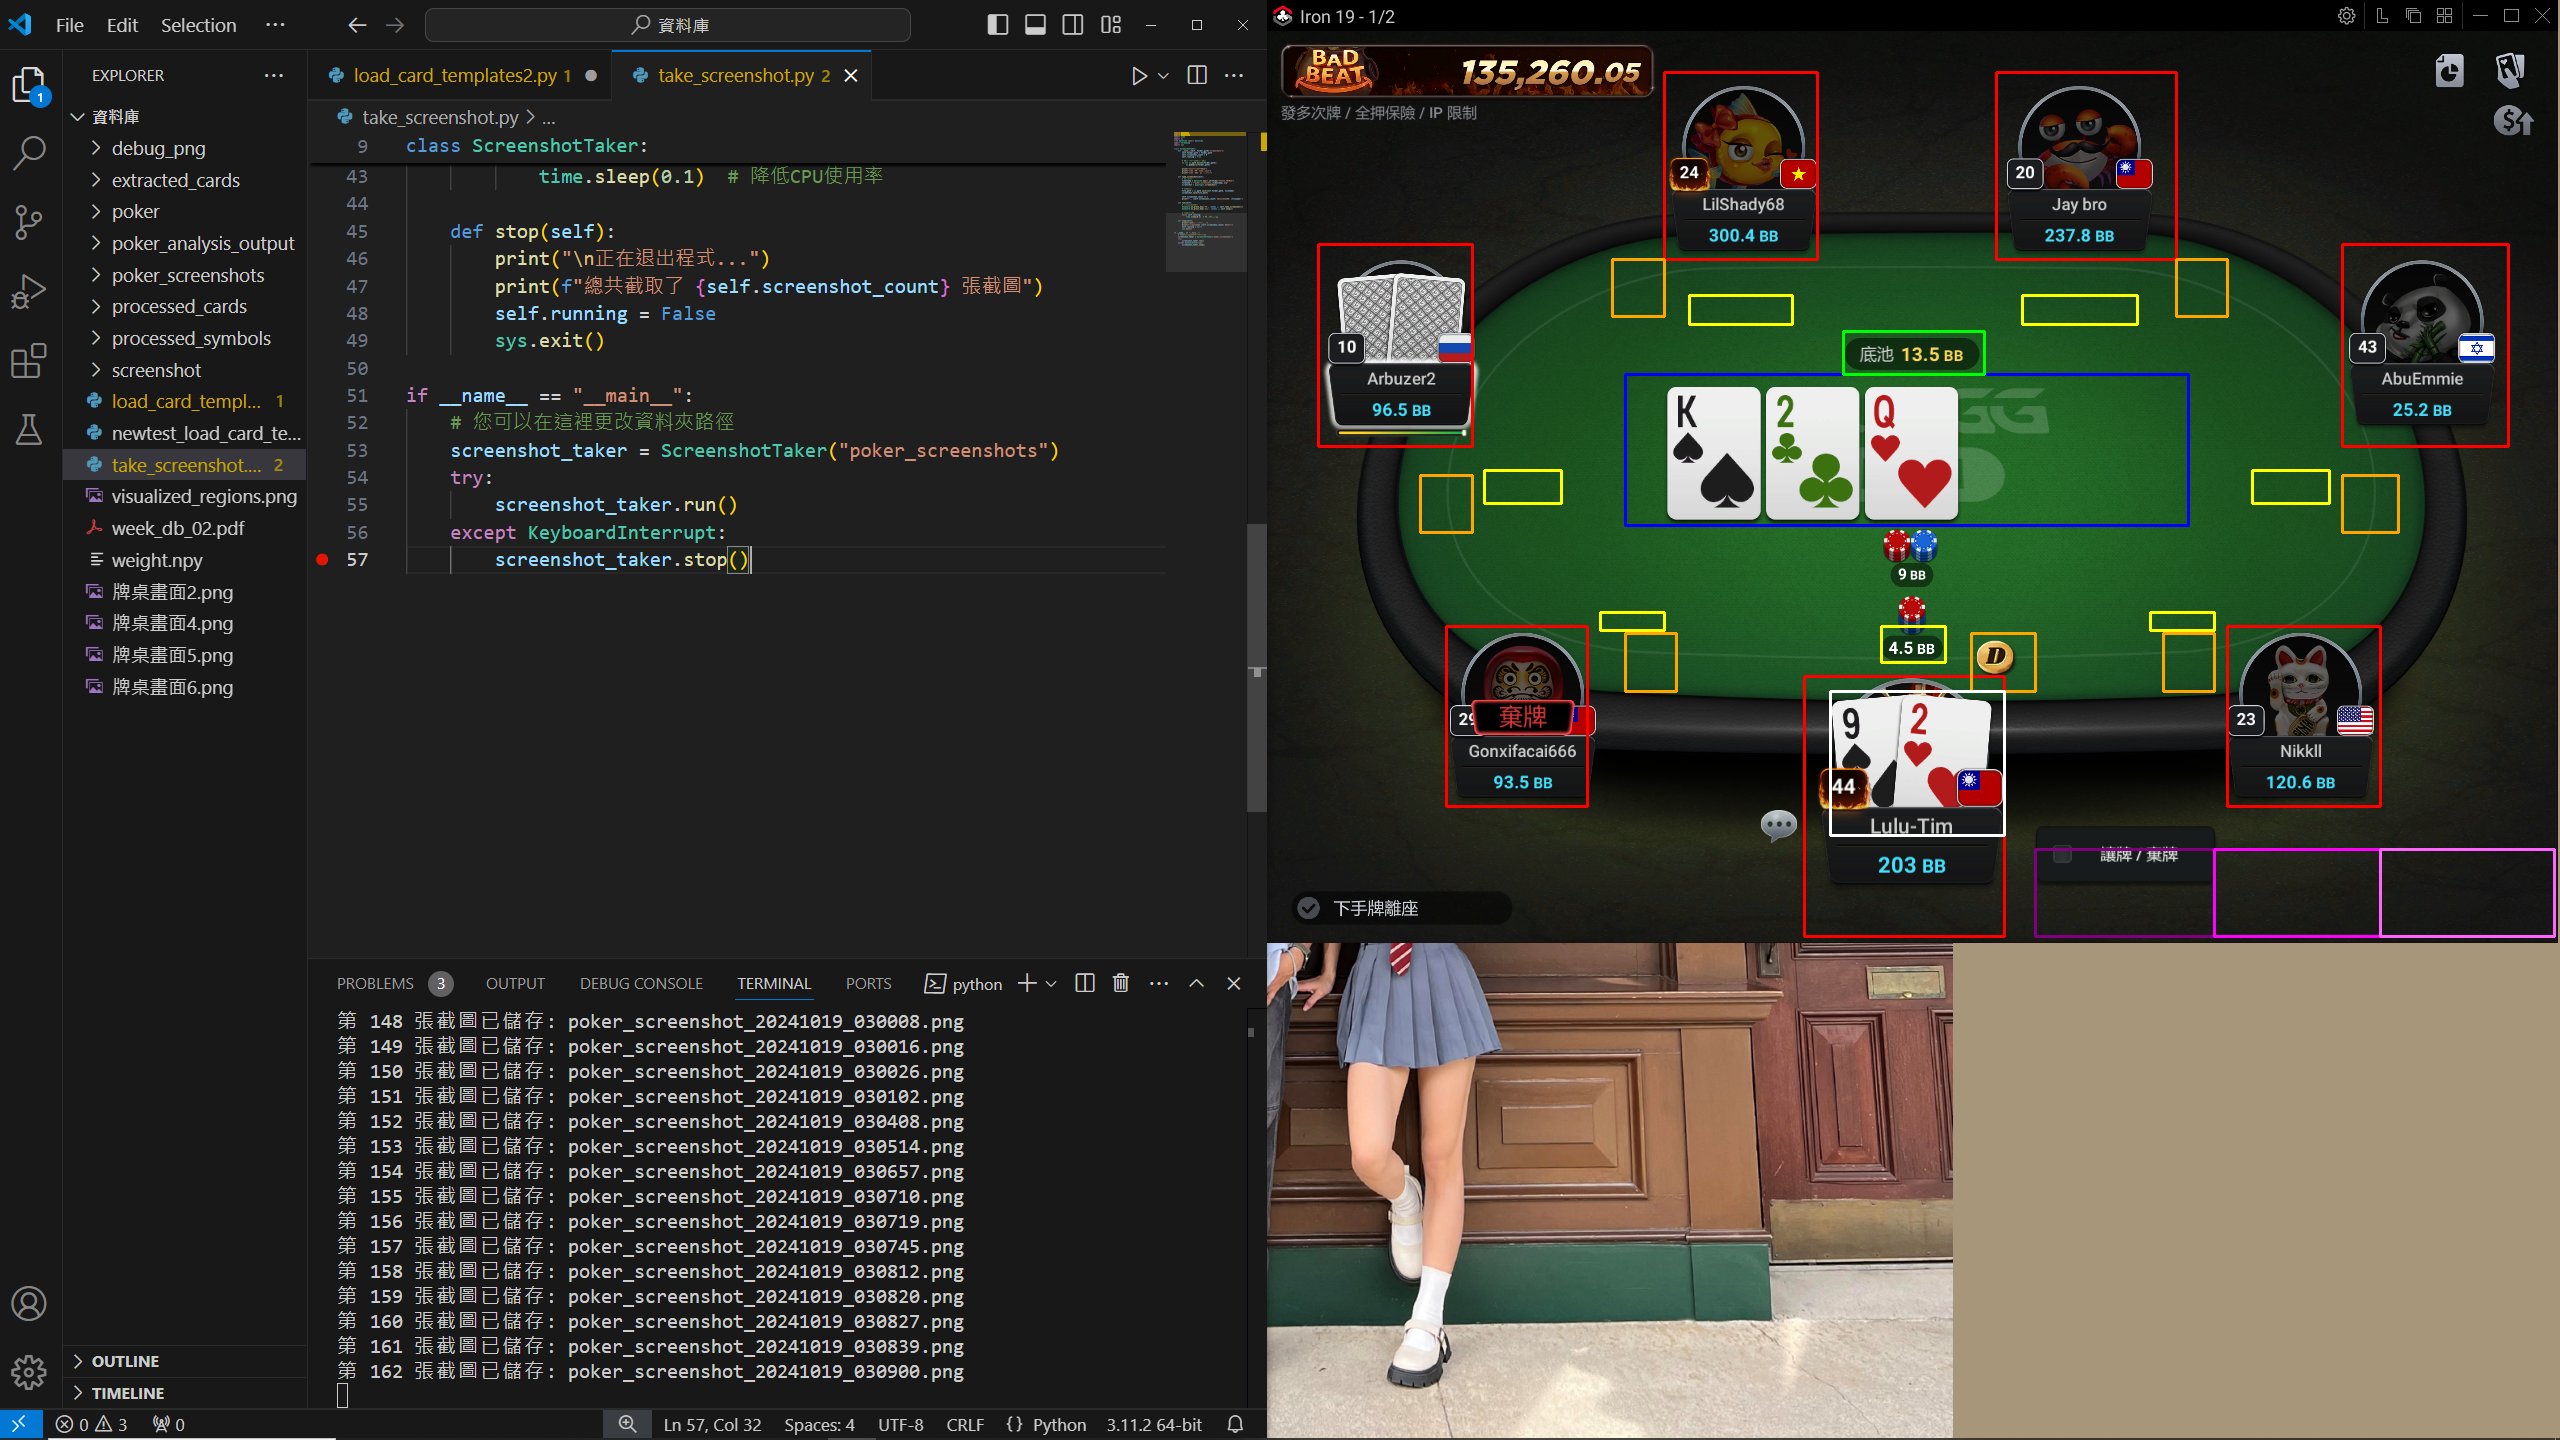 File Edit Selection ···
資料庫
EXPLORER ···
資料庫
debug_png
extracted_cards
poker
poker_analysis_output
poker_screenshots
processed_cards
processed_symbols
screenshot
load_card_templ... 1
newtest_load_card_te...
take_screenshot.... 2
visualized_regions.png
week_db_02.pdf
weight.npy
牌桌畫面2.png
牌桌畫面4.png
牌桌畫面5.png
牌桌畫面6.png
OUTLINE
TIMELINE
1
load_card_templates2.py 1
take_screenshot.py 2
take_screenshot.py > ...
9 class ScreenshotTaker:
43 time.sleep(0.1) # 降低CPU使用率
44
45 def stop(self):
46 print("\n正在退出程式...")
47 print(f"總共截取了 {self.screenshot_count} 張截圖")
48 self.running = False
49 sys.exit()
50
51 if __name__ == "__main__":
52 # 您可以在這裡更改資料夾路徑
53 screenshot_taker = ScreenshotTaker("poker_screenshots")
54 try:
55 screenshot_taker.run()
56 except KeyboardInterrupt:
57 screenshot_taker.stop()
PROBLEMS 3 OUTPUT DEBUG CONSOLE TERMINAL PORTS python
第 148 張截圖已儲存: poker_screenshot_20241019_030008.png
第 149 張截圖已儲存: poker_screenshot_20241019_030016.png
第 150 張截圖已儲存: poker_screenshot_20241019_030026.png
第 151 張截圖已儲存: poker_screenshot_20241019_030102.png
第 152 張截圖已儲存: poker_screenshot_20241019_030408.png
第 153 張截圖已儲存: poker_screenshot_20241019_030514.png
第 154 張截圖已儲存: poker_screenshot_20241019_030657.png
第 155 張截圖已儲存: poker_screenshot_20241019_030710.png
第 156 張截圖已儲存: poker_screenshot_20241019_030719.png
第 157 張截圖已儲存: poker_screenshot_20241019_030745.png
第 158 張截圖已儲存: poker_screenshot_20241019_030812.png
第 159 張截圖已儲存: poker_screenshot_20241019_030820.png
第 160 張截圖已儲存: poker_screenshot_20241019_030827.png
第 161 張截圖已儲存: poker_screenshot_20241019_030839.png
第 162 張截圖已儲存: poker_screenshot_20241019_030900.png
0 3 0 Ln 57, Col 32 Spaces: 4 UTF-8 CRLF {} Python 3.11.2 64-bit
Iron 19 - 1/2
BAD BEAT 135,260.05
發多次牌 / 全押保險 / IP 限制
24
LilShady68
300.4 BB
20
Jay bro
237.8 BB
10
Arbuzer2
96.5 BB
43
AbuEmmie
25.2 BB
底池 13.5 BB
K 2 Q
9 BB
4.5 BB
D
棄牌
Gonxifacai666
93.5 BB
9 2
44
Lulu-Tim
203 BB
23
Nikkll
120.6 BB
讓牌 / 棄牌
下手牌離座